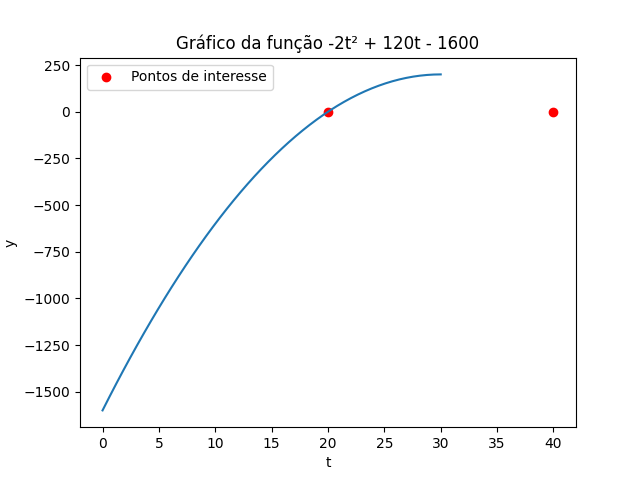 Gráfico da função -2t² + 120t - 1600
Pontos de interesse
250
0
−250
−500
−750
−1000
−1250
−1500
y
0 5 10 15 20 25 30 35 40
t